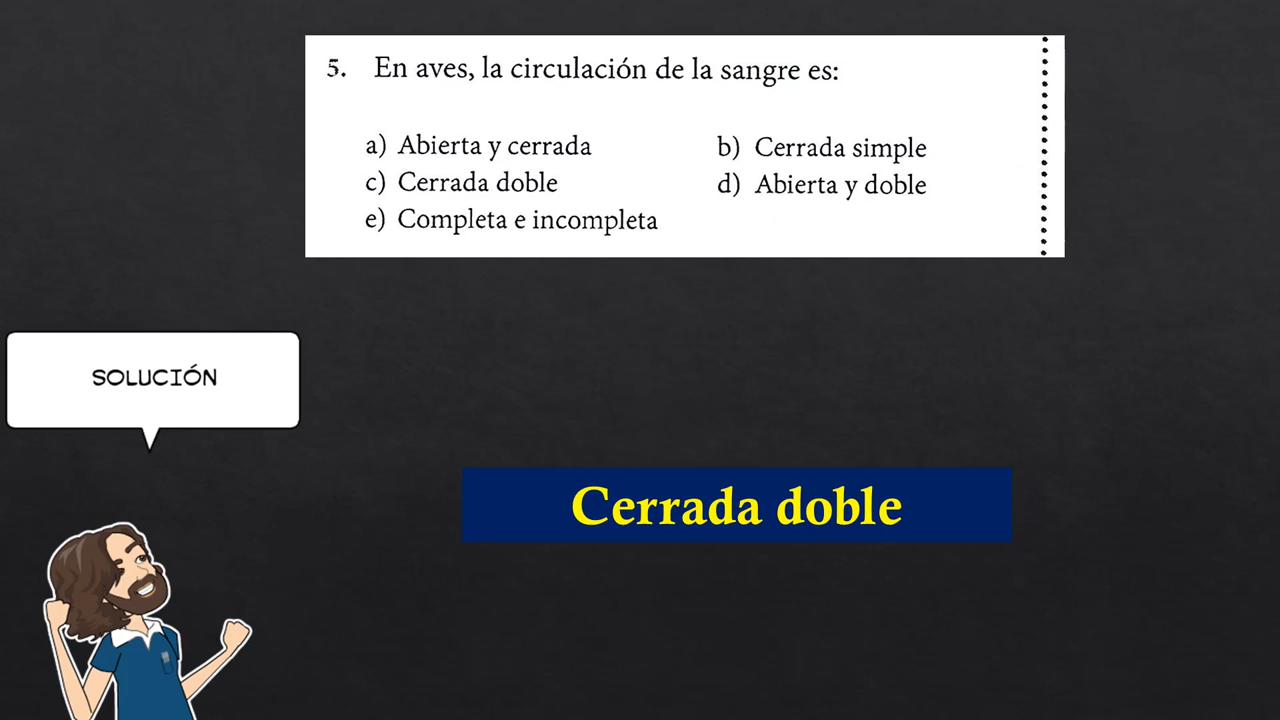 5. En aves, la circulación de la sangre es:
a) Abierta y cerrada b) Cerrada simple
c) Cerrada doble d) Abierta y doble
e) Completa e incompleta
SOLUCIÓN
Cerrada doble